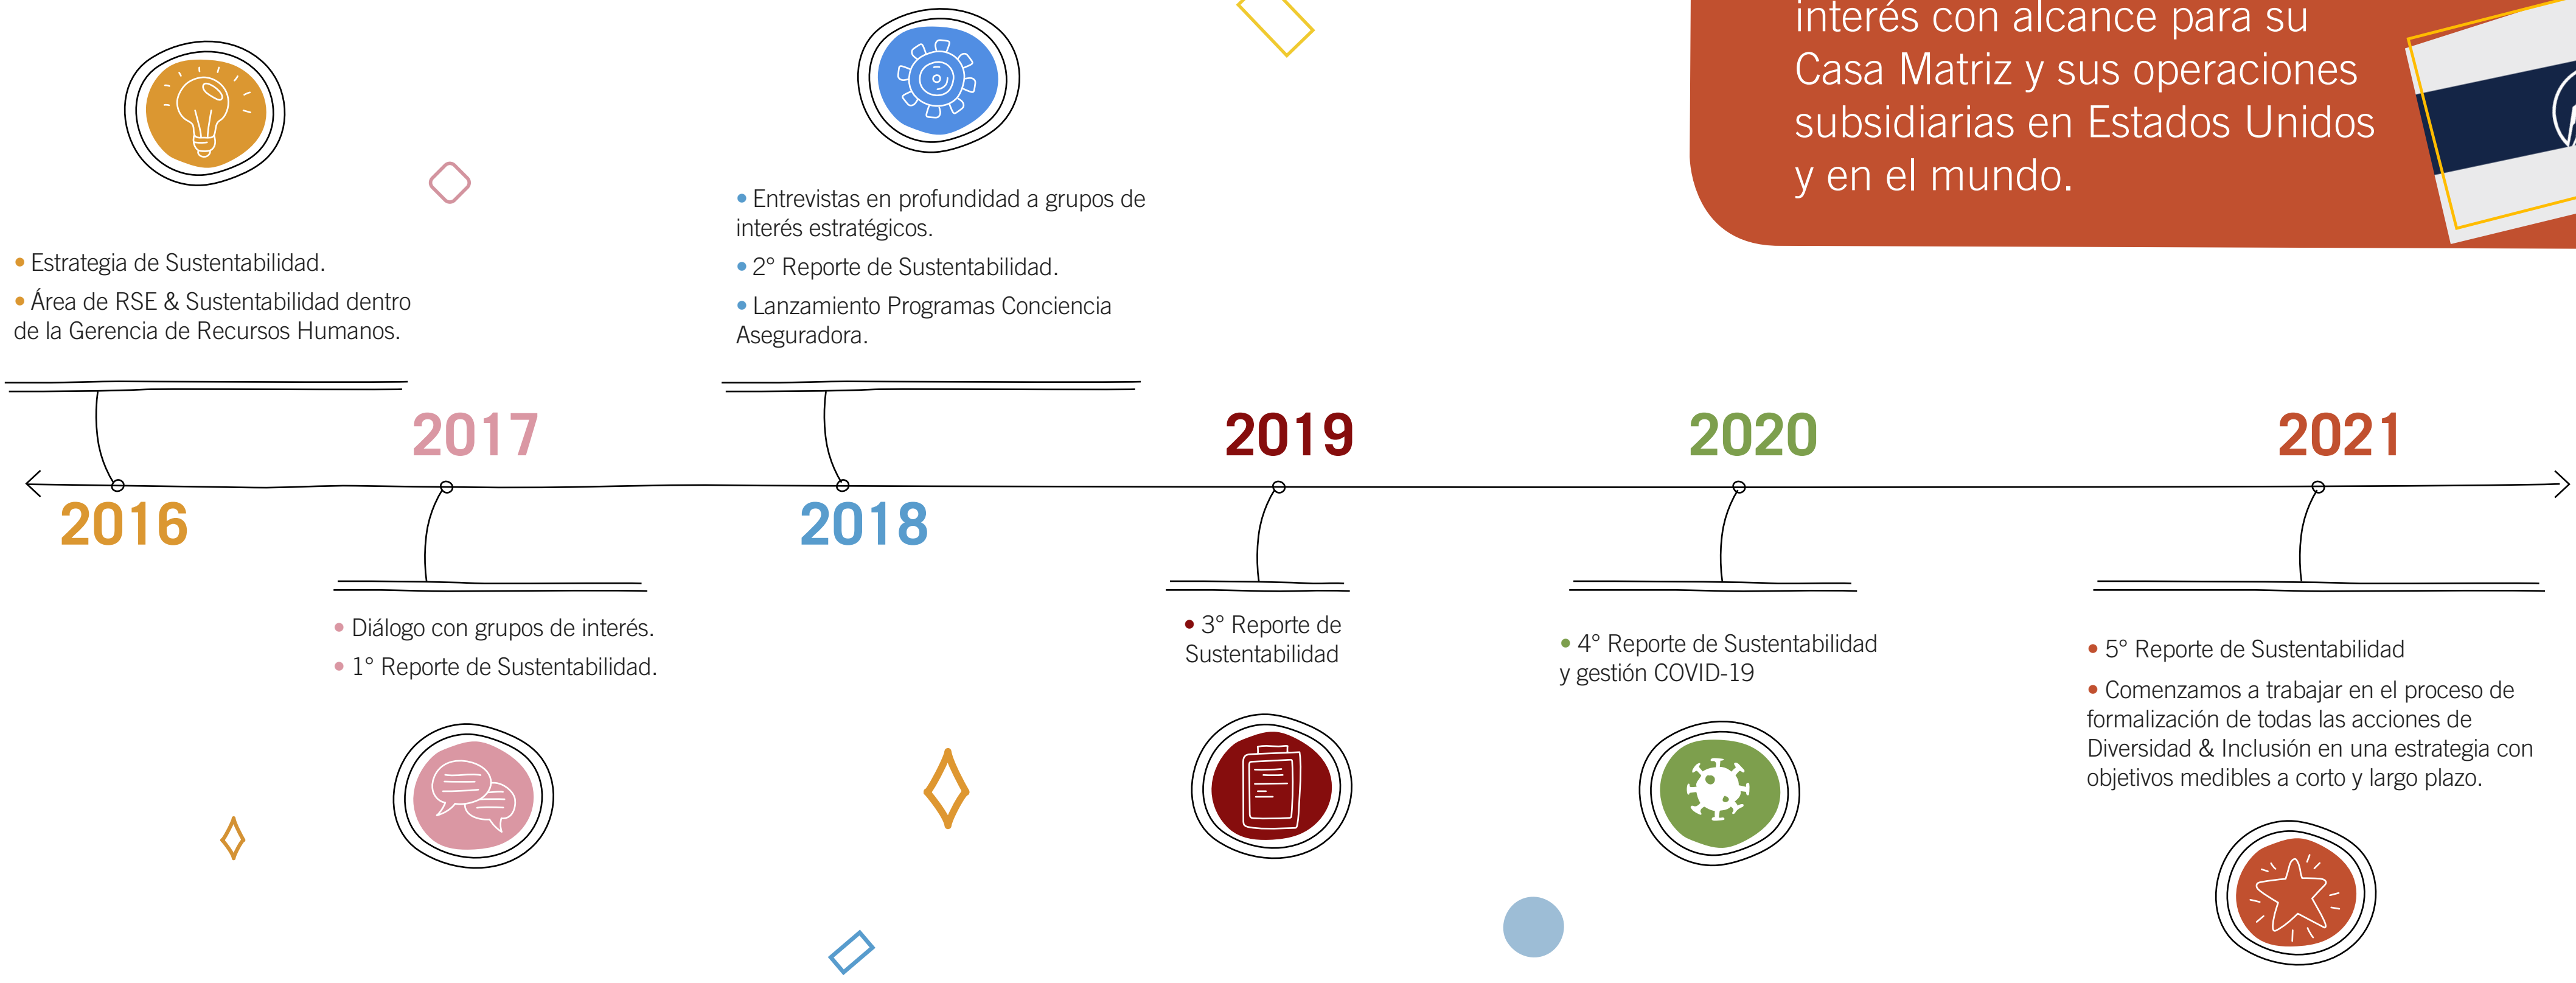 interés con alcance para su
Casa Matriz y sus operaciones
subsidiarias en Estados Unidos
y en el mundo.
• Estrategia de Sustentabilidad.
• Área de RSE & Sustentabilidad dentro
de la Gerencia de Recursos Humanos.
2016
2017
• Diálogo con grupos de interés.
• 1° Reporte de Sustentabilidad.
• Entrevistas en profundidad a grupos de
interés estratégicos.
• 2° Reporte de Sustentabilidad.
• Lanzamiento Programas Conciencia
Aseguradora.
2018
2019
• 3° Reporte de
Sustentabilidad
2020
• 4° Reporte de Sustentabilidad
y gestión COVID-19
2021
• 5° Reporte de Sustentabilidad
• Comenzamos a trabajar en el proceso de
formalización de todas las acciones de
Diversidad & Inclusión en una estrategia con
objetivos medibles a corto y largo plazo.